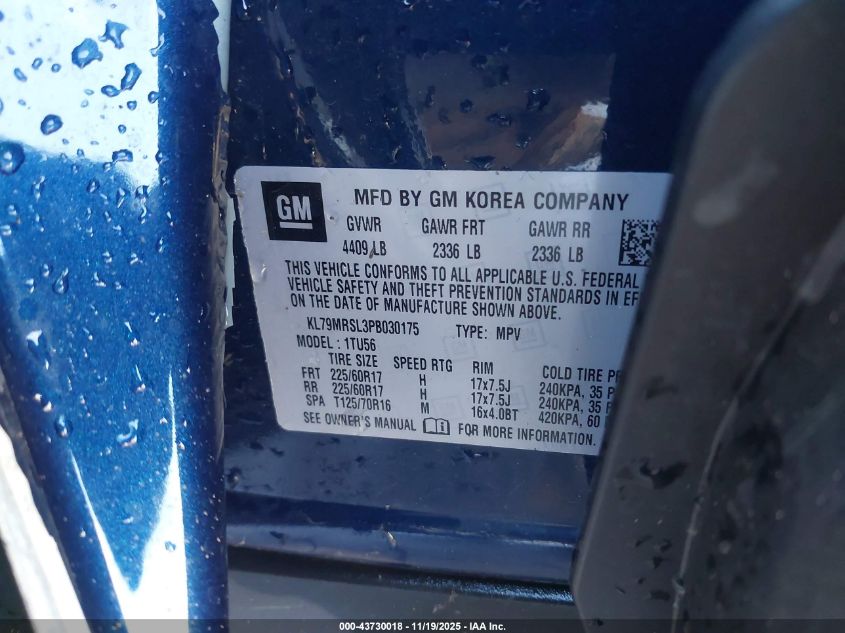 GM
MFD BY GM KOREA COMPANY
GVWR GAWR FRT GAWR RR
4409 LB 2336 LB 2336 LB
THIS VEHICLE CONFORMS TO ALL APPLICABLE U.S. FEDERAL
VEHICLE SAFETY AND THEFT PREVENTION STANDARDS IN EF
ON THE DATE OF MANUFACTURE SHOWN ABOVE.
KL79MRSL3PB030175 TYPE: MPV
MODEL: 1TU56
TIRE SIZE SPEED RTG RIM COLD TIRE P
FRT 225/60R17 H 17x7.5J 240KPA, 35 P
RR 225/60R17 H 17x7.5J 240KPA, 35 P
SPA T125/70R16 M 16x4.0BT 420KPA, 60
SEE OWNER'S MANUAL FOR MORE INFORMATION.
000-43730018 - 11/19/2025 - IAA Inc.